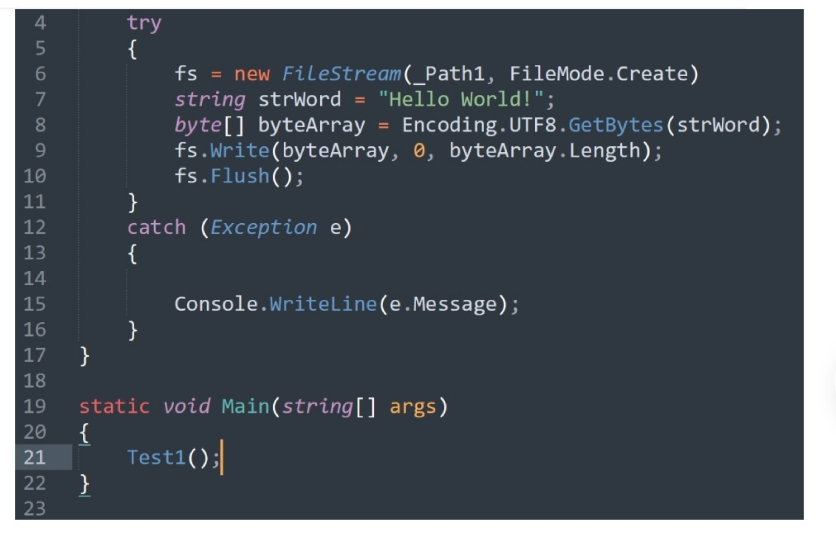 4 try
5 {
6 fs = new FileStream(_Path1, FileMode.Create)
7 string strWord = "Hello World!";
8 byte[] byteArray = Encoding.UTF8.GetBytes(strWord);
9 fs.Write(byteArray, 0, byteArray.Length);
10 fs.Flush();
11 }
12 catch (Exception e)
13 {
14
15 Console.WriteLine(e.Message);
16 }
17 }
18
19 static void Main(string[] args)
20 {
21 Test1();
22 }
23